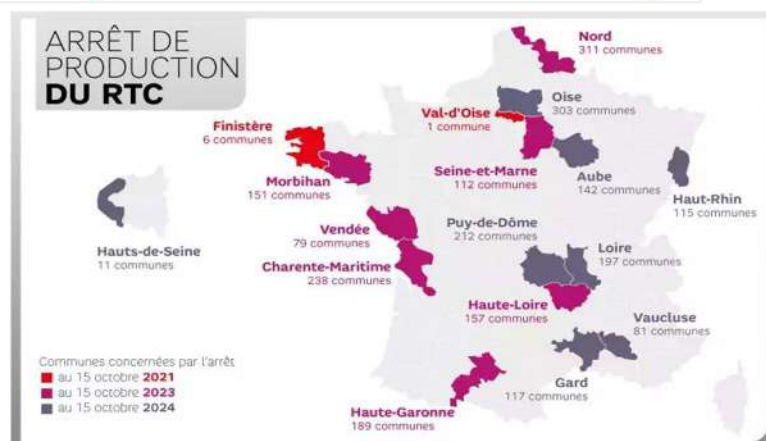 ARRÊT DE
PRODUCTION
DU RTC
Nord
311 communes
Oise
303 communes
Val-d'Oise
1 commune
Finistère
6 communes
Seine-et-Marne
112 communes
Aube
142 communes
Haut-Rhin
115 communes
Morbihan
151 communes
Hauts-de-Seine
11 communes
Vendée
79 communes
Puy-de-Dôme
212 communes
Loire
197 communes
Charente-Maritime
238 communes
Haute-Loire
157 communes
Vaucluse
81 communes
Gard
117 communes
Haute-Garonne
189 communes
Communes concernées par l'arrêt
au 15 octobre 2021
au 15 octobre 2023
au 15 octobre 2024